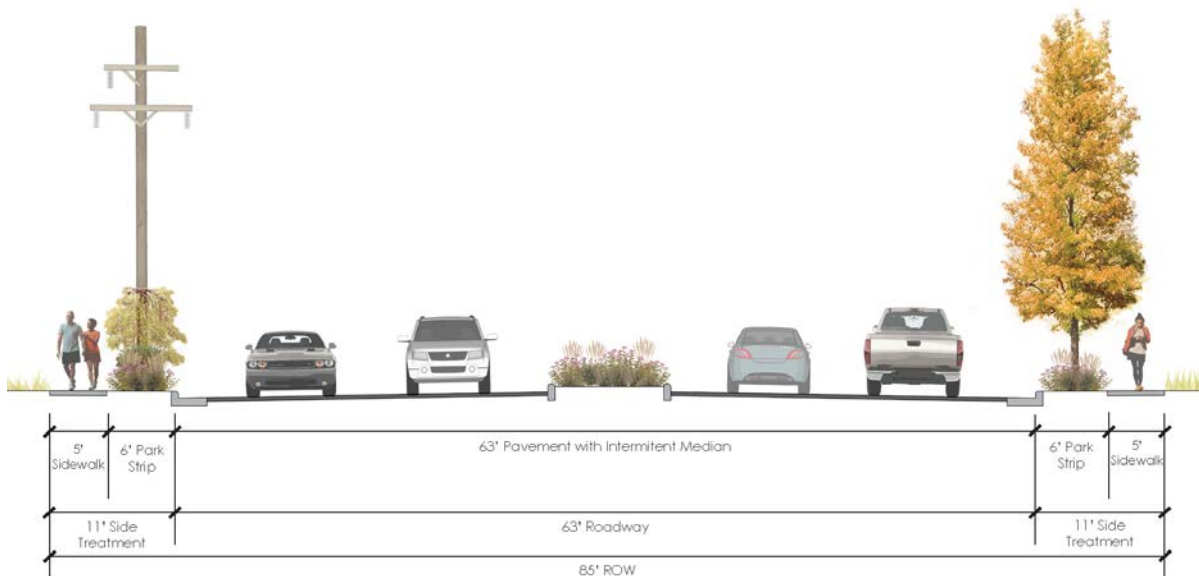 5' Sidewalk
6' Park Strip
63' Pavement with Intermitent Median
6' Park Strip
5' Sidewalk
11' Side Treatment
63' Roadway
11' Side Treatment
85' ROW